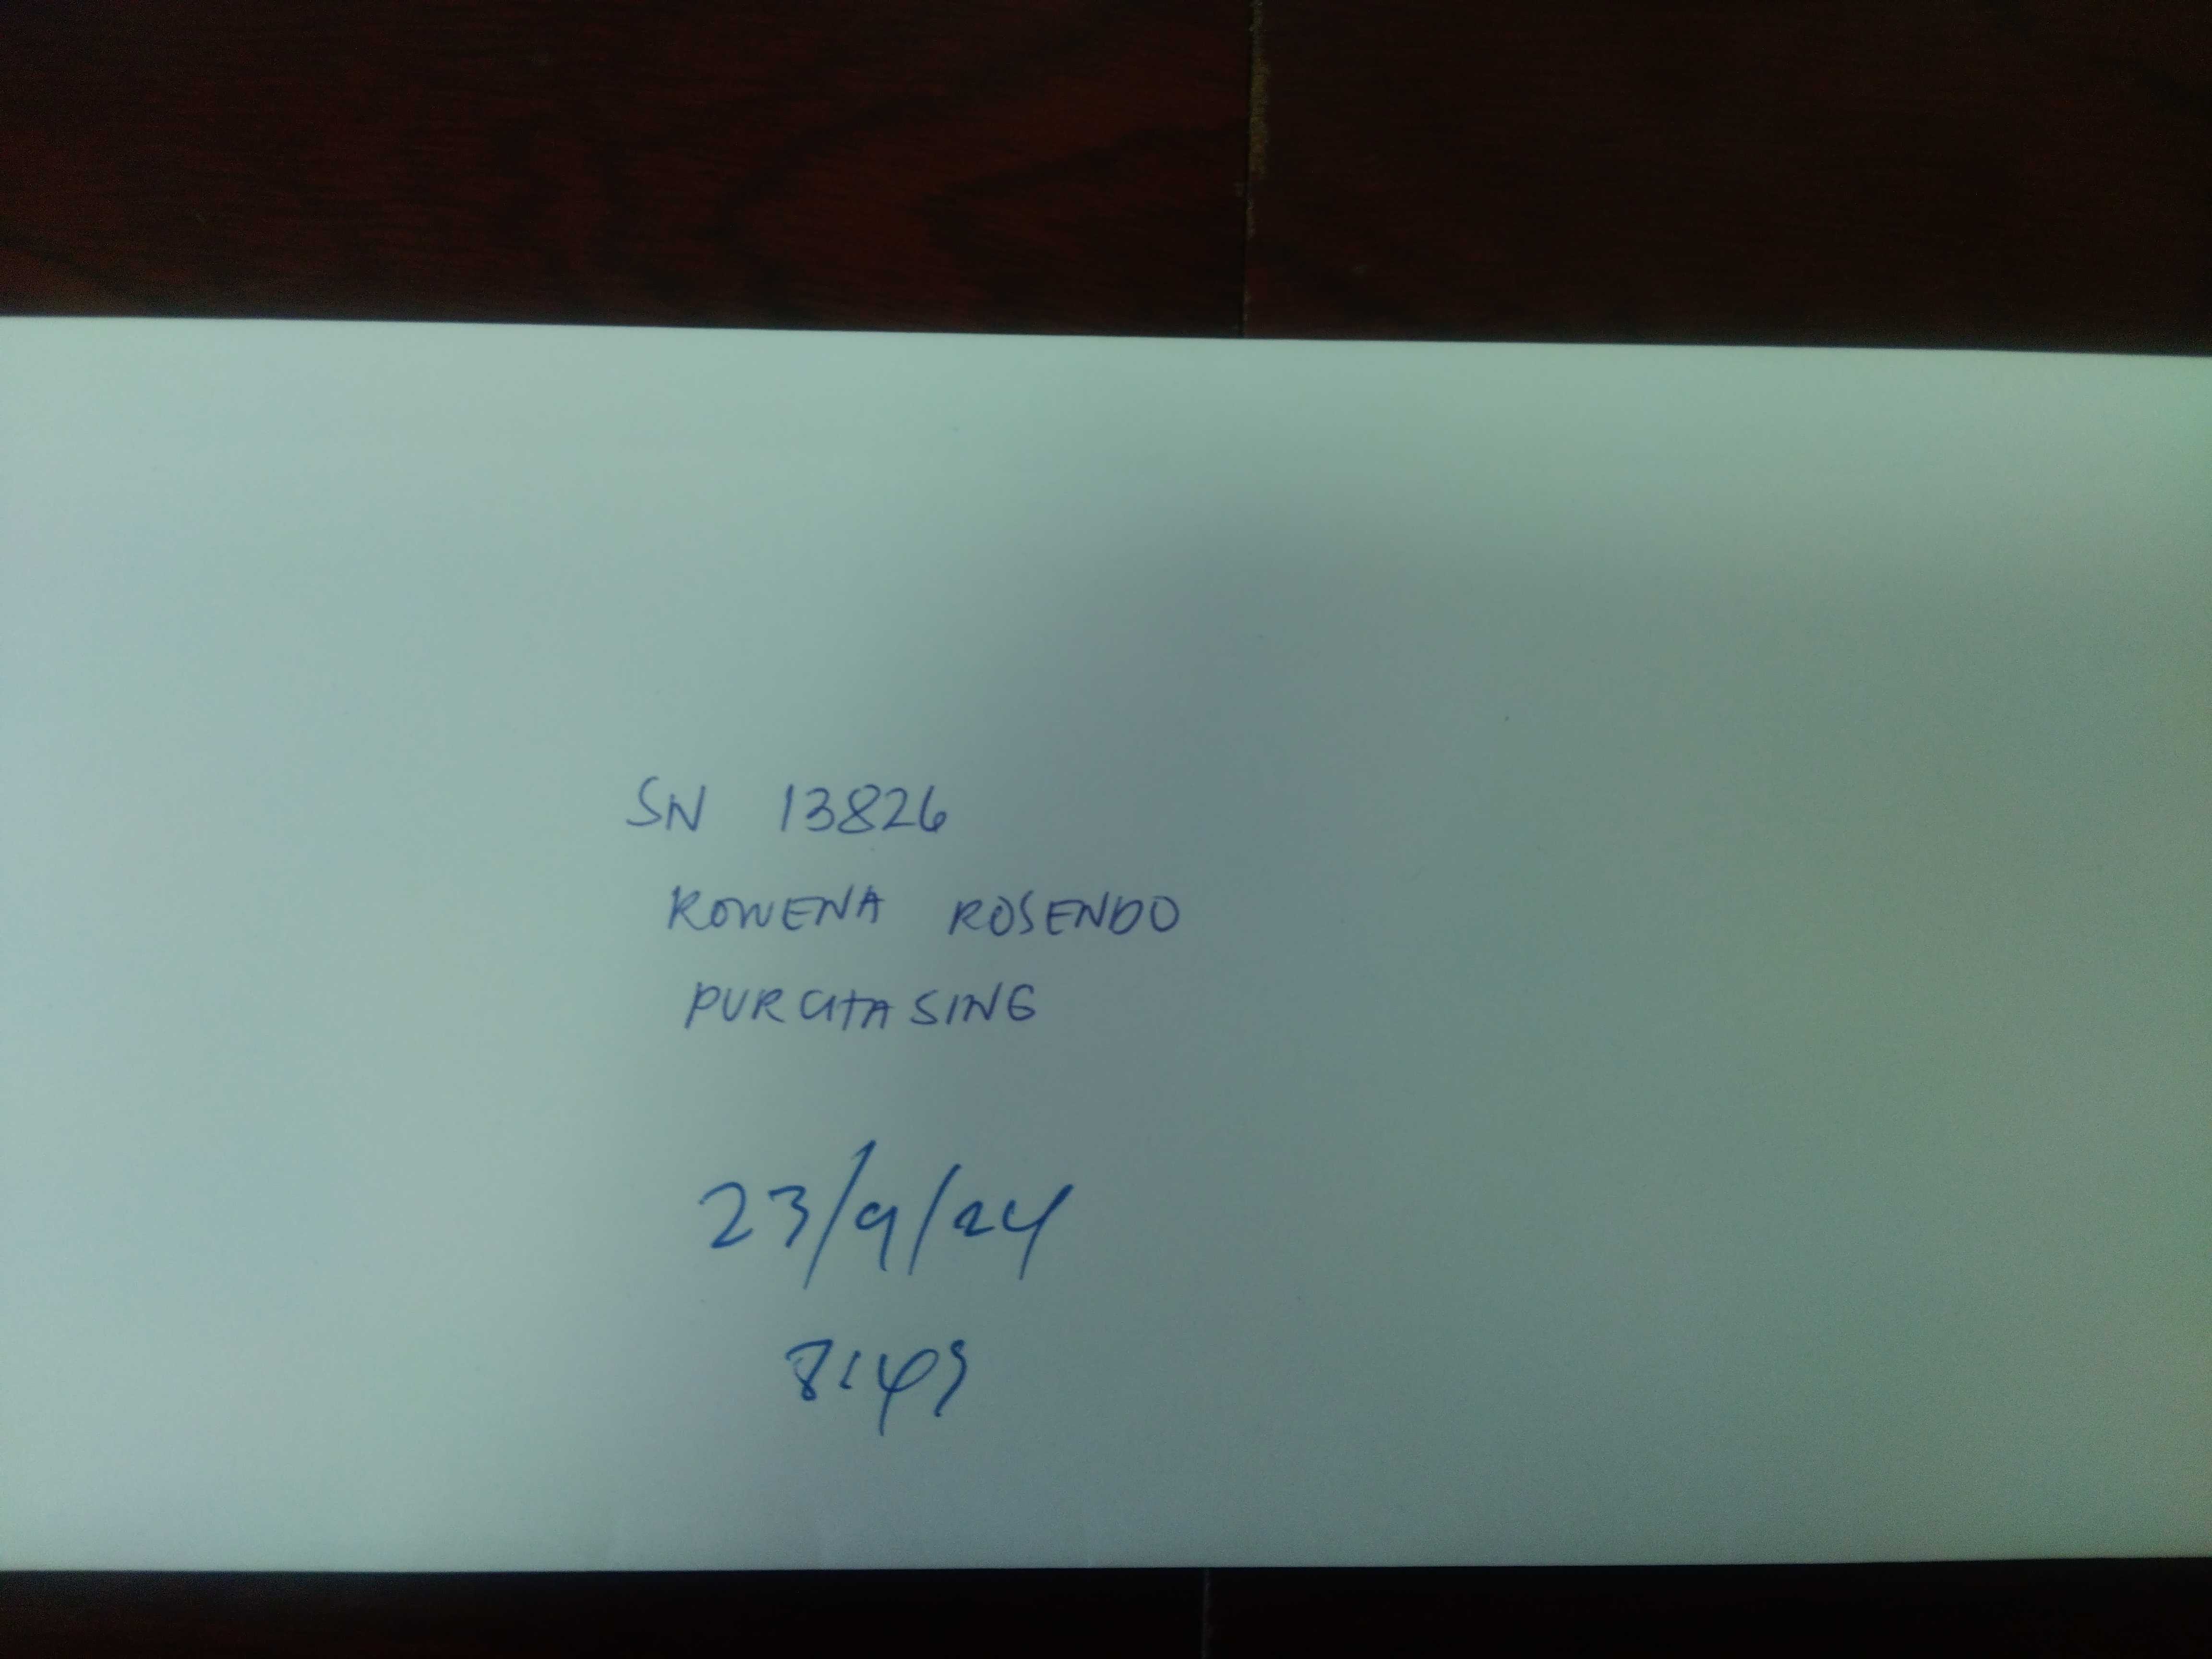 SN 13826
ROWENA ROSENDO
PURCHASING
23/9/24